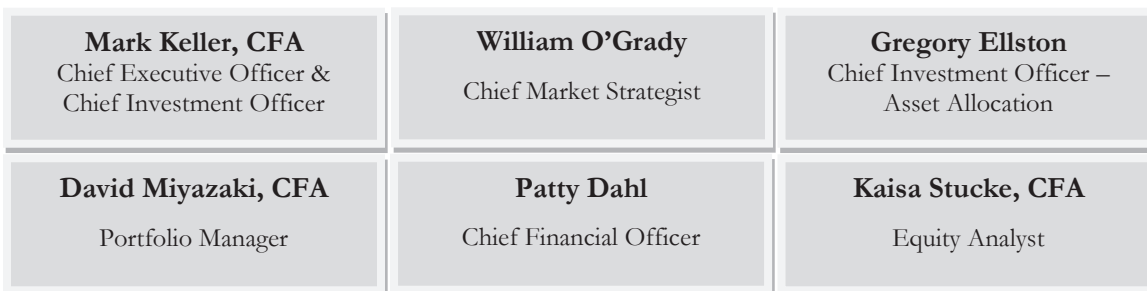 Mark Keller, CFA
Chief Executive Officer &
Chief Investment Officer
William O’Grady
Chief Market Strategist
Gregory Ellston
Chief Investment Officer –
Asset Allocation
David Miyazaki, CFA
Portfolio Manager
Patty Dahl
Chief Financial Officer
Kaisa Stucke, CFA
Equity Analyst